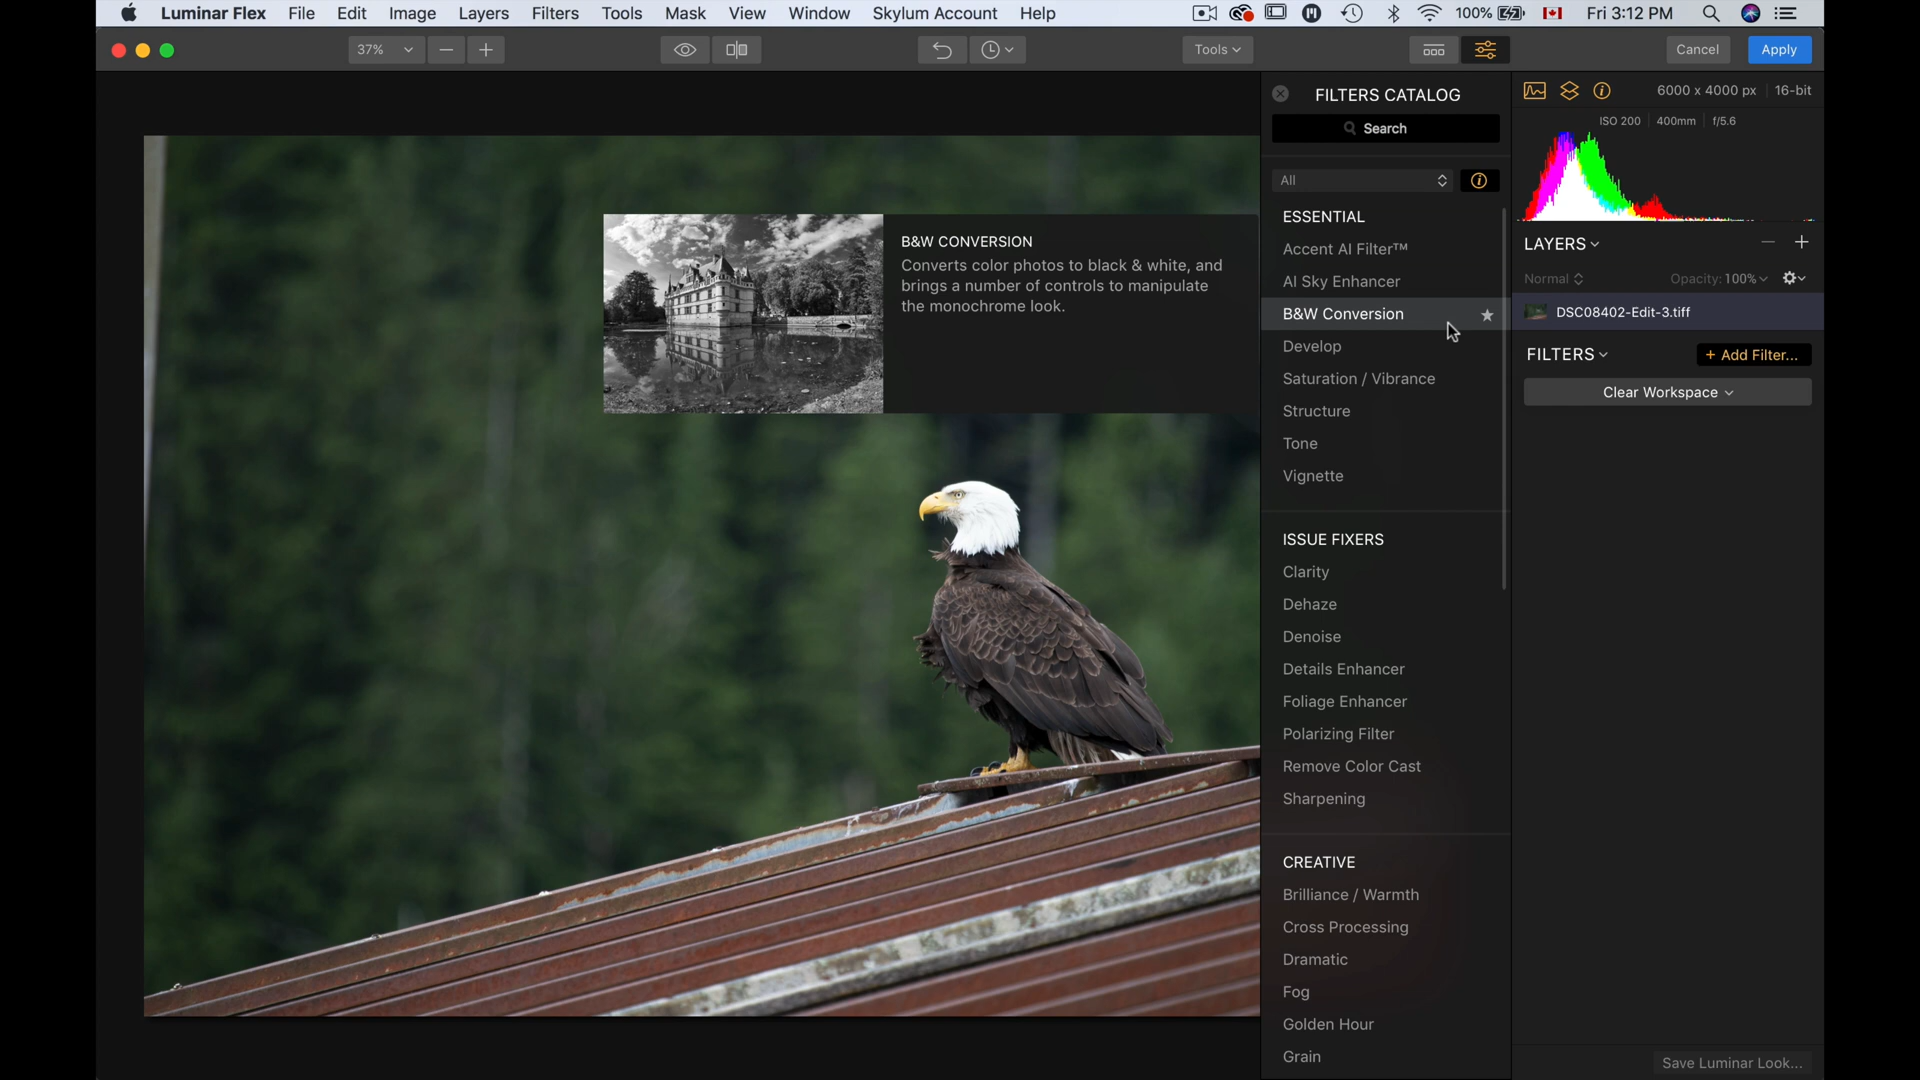 Luminar Flex File Edit Image Layers Filters Tools Mask View Window Skylum Account Help 100% Fri 3:12 PM
37% Tools Cancel Apply
FILTERS CATALOG
Search
All
ESSENTIAL
Accent AI Filter™
AI Sky Enhancer
B&W Conversion
Develop
Saturation / Vibrance
Structure
Tone
Vignette
ISSUE FIXERS
Clarity
Dehaze
Denoise
Details Enhancer
Foliage Enhancer
Polarizing Filter
Remove Color Cast
Sharpening
CREATIVE
Brilliance / Warmth
Cross Processing
Dramatic
Fog
Golden Hour
Grain
B&W CONVERSION
Converts color photos to black & white, and
brings a number of controls to manipulate
the monochrome look.
6000 x 4000 px 16-bit
ISO 200 400mm f/5.6
LAYERS
Normal Opacity: 100%
DSC08402-Edit-3.tiff
FILTERS + Add Filter...
Clear Workspace
Save Luminar Look...